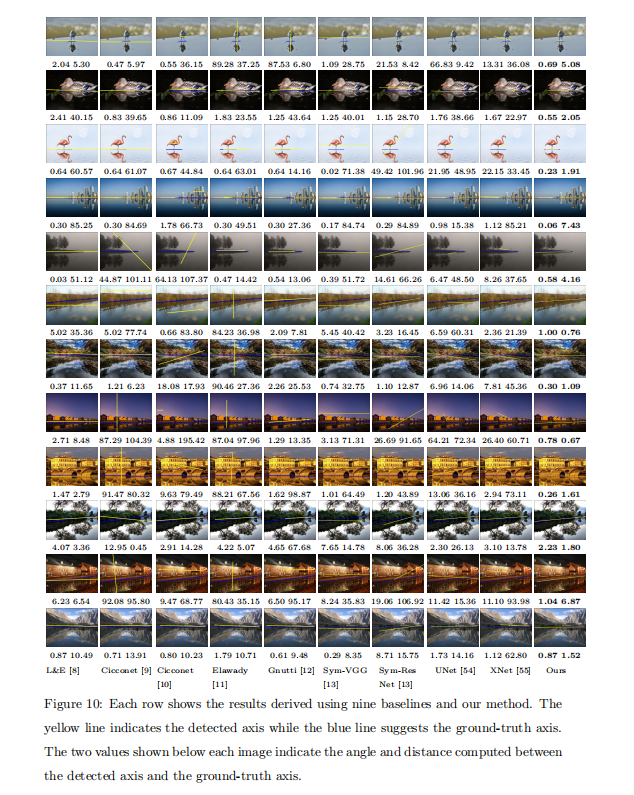 2.04 5.30 0.47 5.97 0.55 36.15 89.28 37.25 87.53 6.80 1.09 28.75 21.53 8.42 66.83 9.42 13.31 36.08 0.69 5.08
2.41 40.15 0.83 39.65 0.86 11.09 1.83 23.55 1.25 43.64 1.25 40.01 1.15 28.70 1.76 38.66 1.67 22.97 0.55 2.05
0.64 60.57 0.64 61.07 0.67 44.84 0.64 63.01 0.64 14.16 0.02 71.38 49.42 101.96 21.95 48.95 22.15 33.45 0.23 1.91
0.30 85.25 0.30 84.69 1.78 66.73 0.30 49.51 0.30 27.36 0.17 84.74 0.29 84.89 0.98 15.38 1.12 85.21 0.06 7.43
0.03 51.12 44.87 101.11 64.13 107.37 0.47 14.42 0.54 13.06 0.39 51.72 14.61 66.26 6.47 48.50 8.26 37.65 0.58 4.16
5.02 35.36 5.02 77.74 0.66 83.80 84.23 36.98 2.09 7.81 5.45 40.42 3.23 16.45 6.59 60.31 2.36 21.39 1.00 0.76
0.37 11.65 1.21 6.23 18.08 17.93 90.46 27.36 2.26 25.53 0.74 32.75 1.10 12.87 6.96 14.06 7.81 45.36 0.30 1.09
2.71 8.48 87.29 104.39 4.88 195.42 87.04 97.96 1.29 13.35 3.13 71.31 26.69 91.65 64.21 72.34 26.40 60.71 0.78 0.67
1.47 2.79 91.47 80.32 9.63 79.49 88.21 67.56 1.62 98.87 1.01 64.49 1.20 43.89 13.06 36.16 2.94 73.11 0.26 1.61
4.07 3.36 12.95 0.45 2.91 14.28 4.22 5.07 4.65 67.68 7.65 14.78 8.06 36.28 2.30 26.13 3.10 13.78 2.23 1.80
6.23 6.54 92.08 95.80 9.47 68.77 80.43 35.15 6.50 95.17 8.24 35.83 19.06 106.92 11.42 15.36 11.10 93.98 1.04 6.87
0.87 10.49 0.71 13.91 0.80 10.23 1.79 10.71 0.61 9.48 0.29 8.35 8.71 15.75 1.73 14.16 1.12 62.80 0.87 1.52
L&E [8] Cicconet [9] Cicconet Elawady Gnutti [12] Sym-VGG Sym-Res UNet [54] XNet [55] Ours
[10] [11] [13] Net [13]
Figure 10: Each row shows the results derived using nine baselines and our method. The
yellow line indicates the detected axis while the blue line suggests the ground-truth axis.
The two values shown below each image indicate the angle and distance computed between
the detected axis and the ground-truth axis.